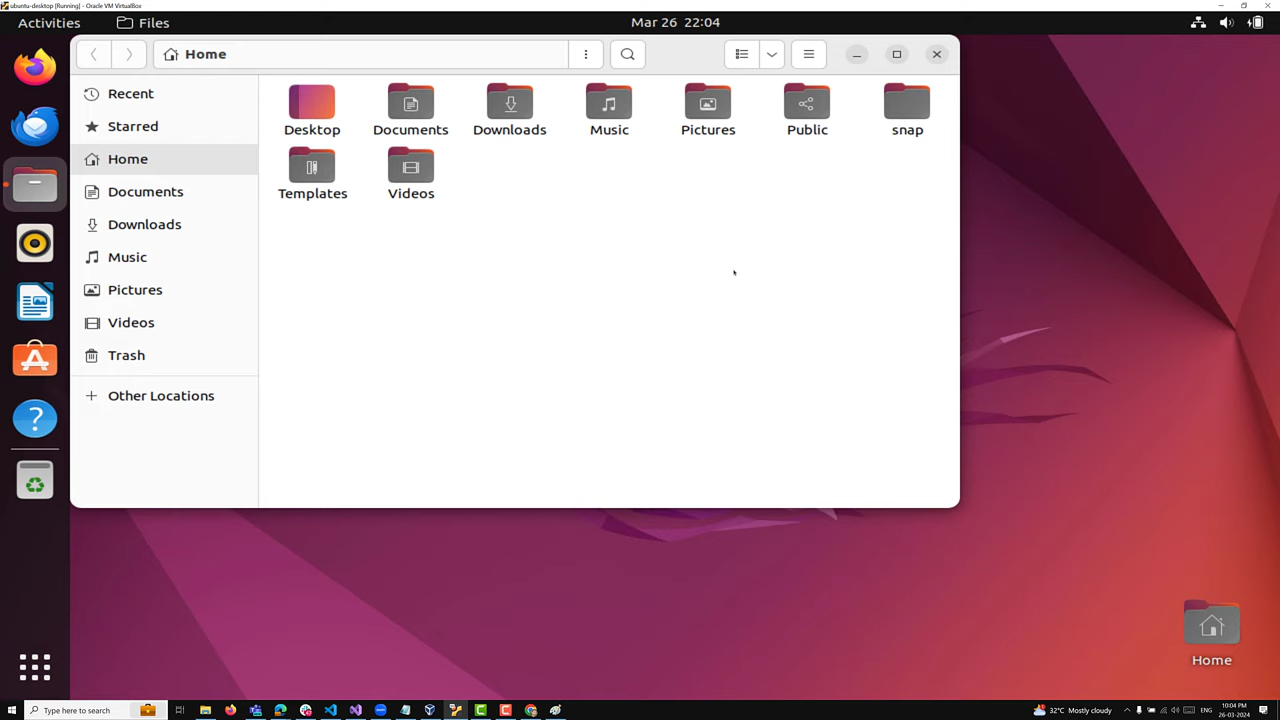 ubuntu-desktop [Running] - Oracle VM VirtualBox
Activities Files Mar 26 22:04
Home
Recent
Starred
Home
Documents
Downloads
Music
Pictures
Videos
Trash
Other Locations
Desktop Documents Downloads Music Pictures Public snap
Templates Videos
?
Home
Type here to search
32°C Mostly cloudy
ENG
10:04 PM
26-03-2024